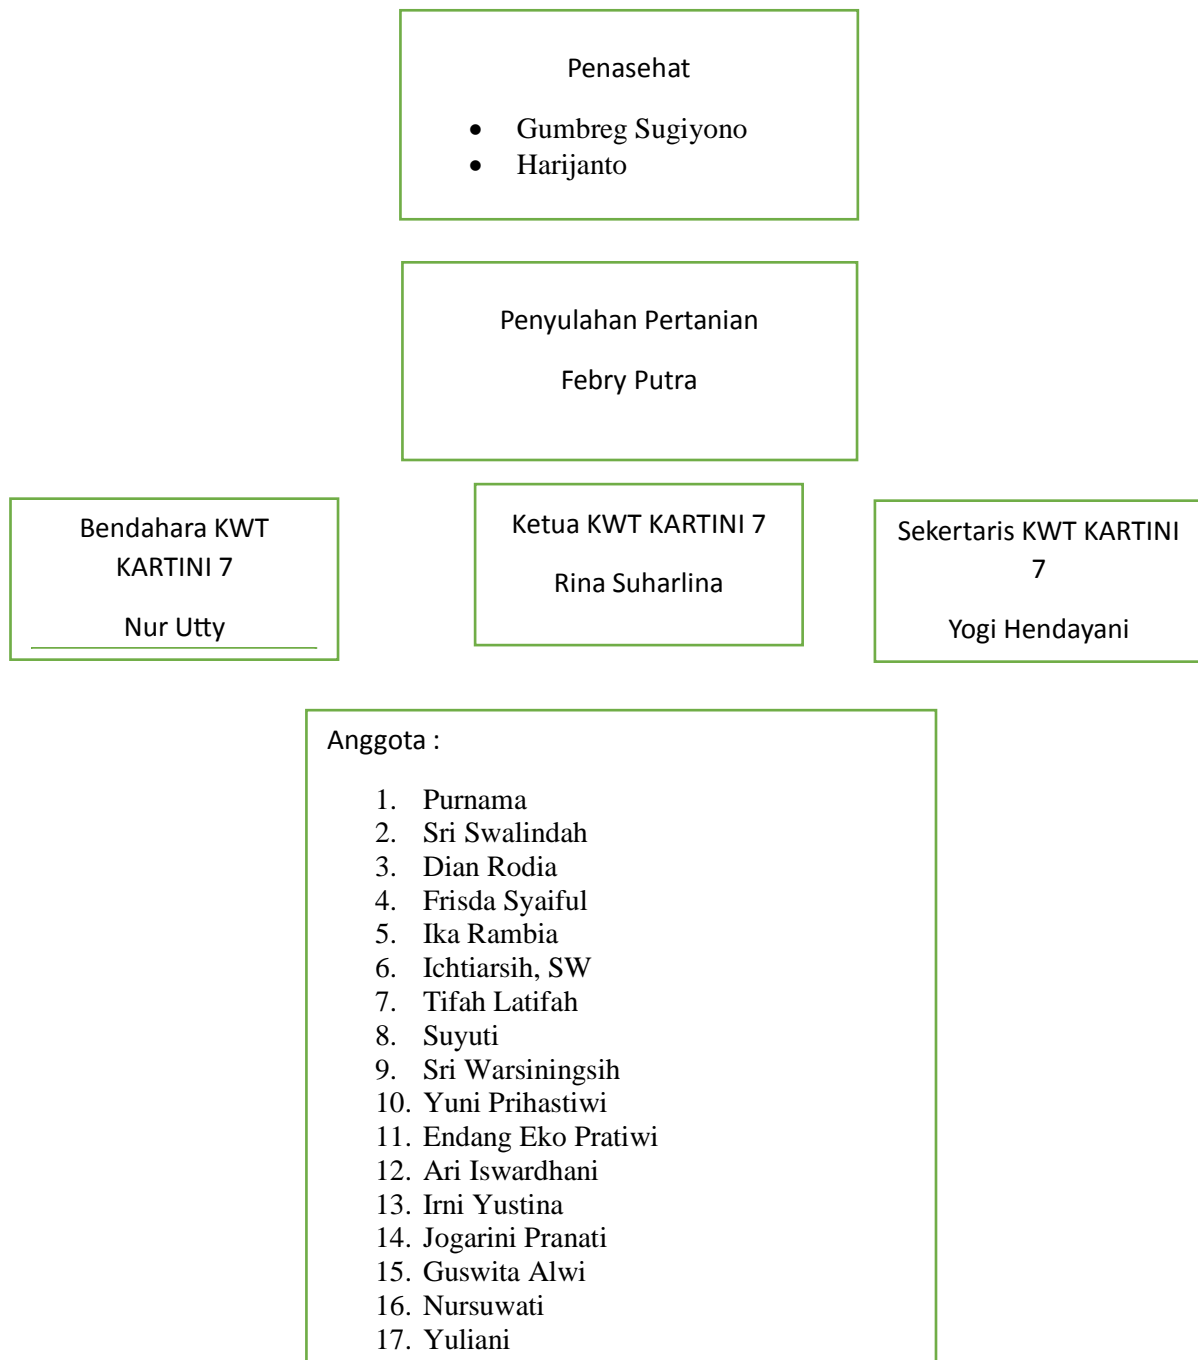 Penasehat
• Gumbreg Sugiyono
• Harijanto
Penyulahan Pertanian
Febry Putra
Bendahara KWT
KARTINI 7
Nur Utty
Ketua KWT KARTINI 7
Rina Suharlina
Sekertaris KWT KARTINI
7
Yogi Hendayani
Anggota :
1. Purnama
2. Sri Swalindah
3. Dian Rodia
4. Frisda Syaiful
5. Ika Rambia
6. Ichtiarsih, SW
7. Tifah Latifah
8. Suyuti
9. Sri Warsiningsih
10. Yuni Prihastiwi
11. Endang Eko Pratiwi
12. Ari Iswardhani
13. Irni Yustina
14. Jogarini Pranati
15. Guswita Alwi
16. Nursuwati
17. Yuliani